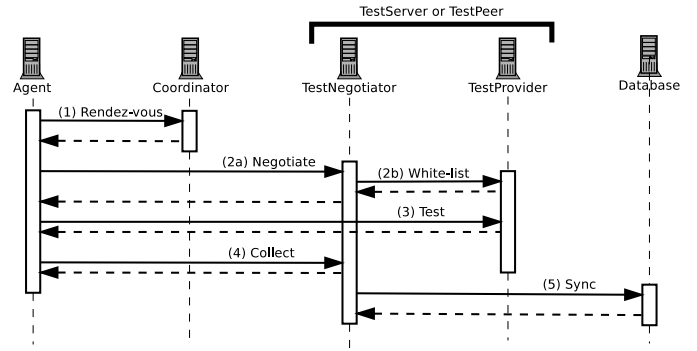 TestServer or TestPeer
Agent
Coordinator
TestNegotiator
TestProvider
Database
(1) Rendez-vous
(2a) Negotiate
(2b) White-list
(3) Test
(4) Collect
(5) Sync